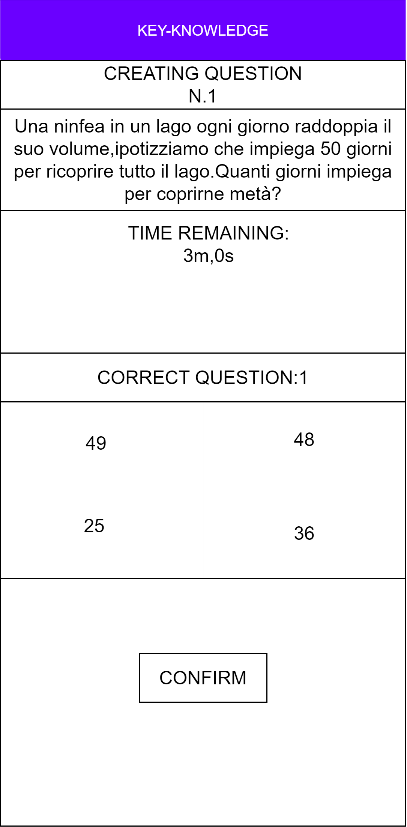 KEY-KNOWLEDGE
CREATING QUESTION
N.1
Una ninfea in un lago ogni giorno raddoppia il
suo volume,ipotizziamo che impiega 50 giorni
per ricoprire tutto il lago.Quanti giorni impiega
per coprirne metà?
TIME REMAINING:
3m,0s
CORRECT QUESTION:1
49 48
25 36
CONFIRM